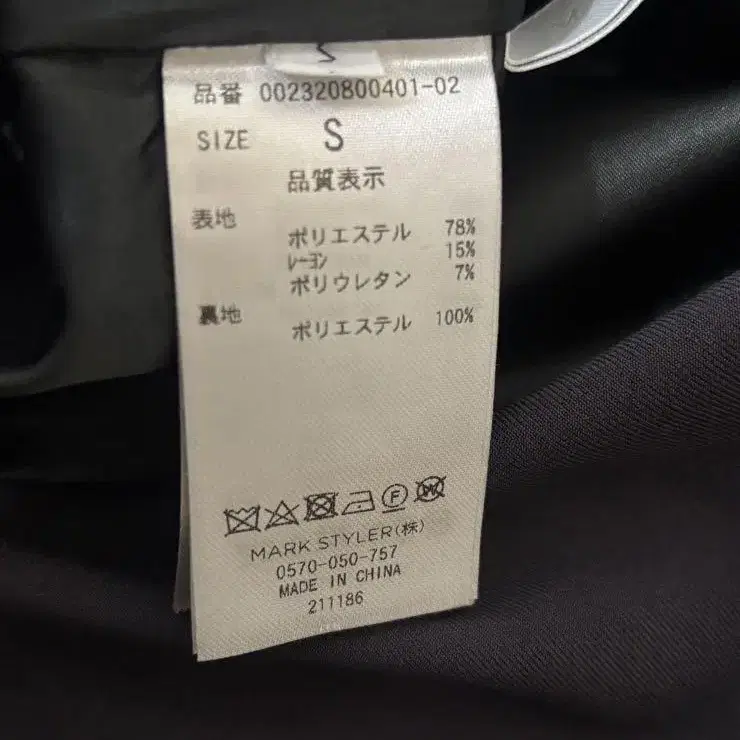 S
品番 002320800401-02
SIZE S
品質表示
表地
ポリエステル 78%
レーヨン 15%
ポリウレタン 7%
裏地
ポリエステル 100%
F
W
MARK STYLER(株)
0570-050-757
MADE IN CHINA
211186